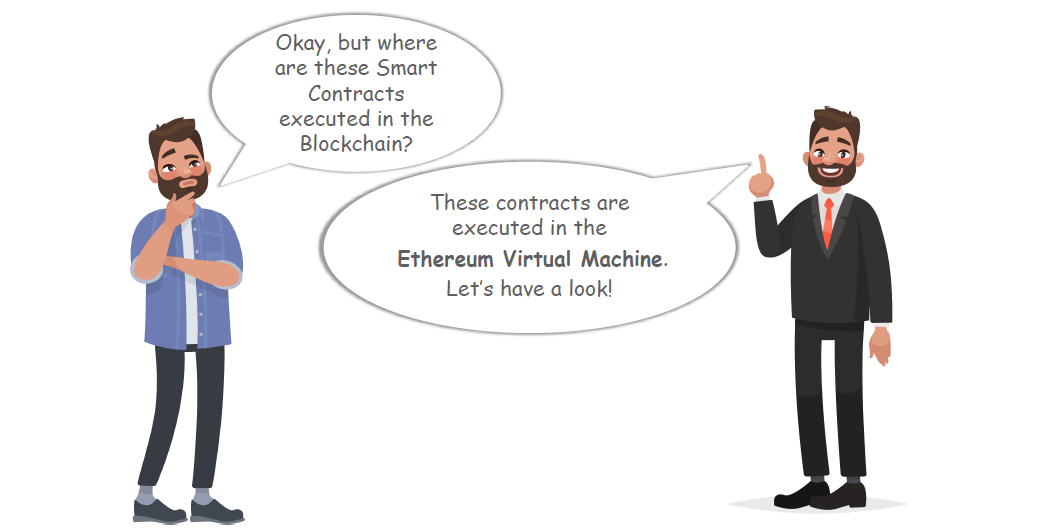 Okay, but where
are these Smart
Contracts
executed in the
Blockchain?
These contracts are
executed in the
Ethereum Virtual Machine.
Let's have a look!